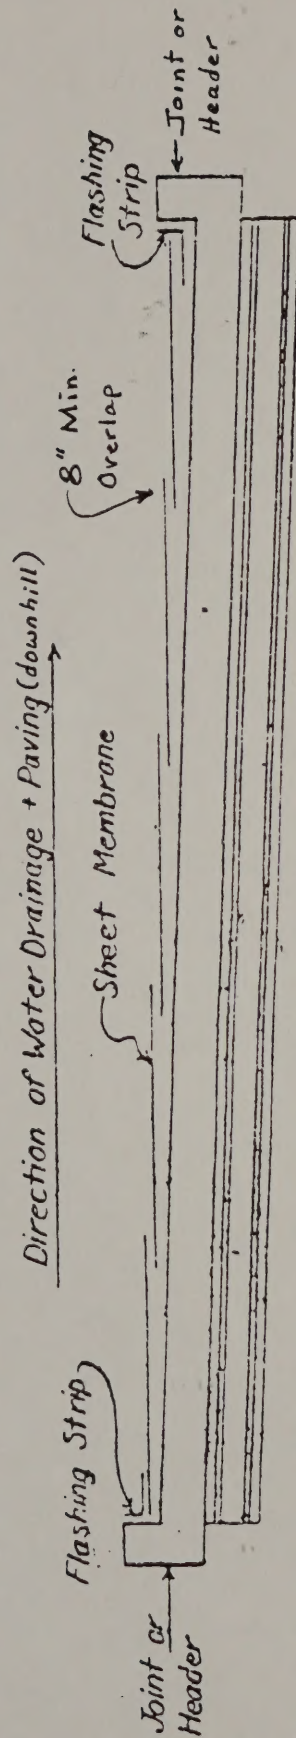 Direction of Water Drainage + Paving (downhill)
Flashing Strip
Sheet Membrane
8" Min.
Overlap
Flashing
Strip
Joint or
Header
Joint or
Header